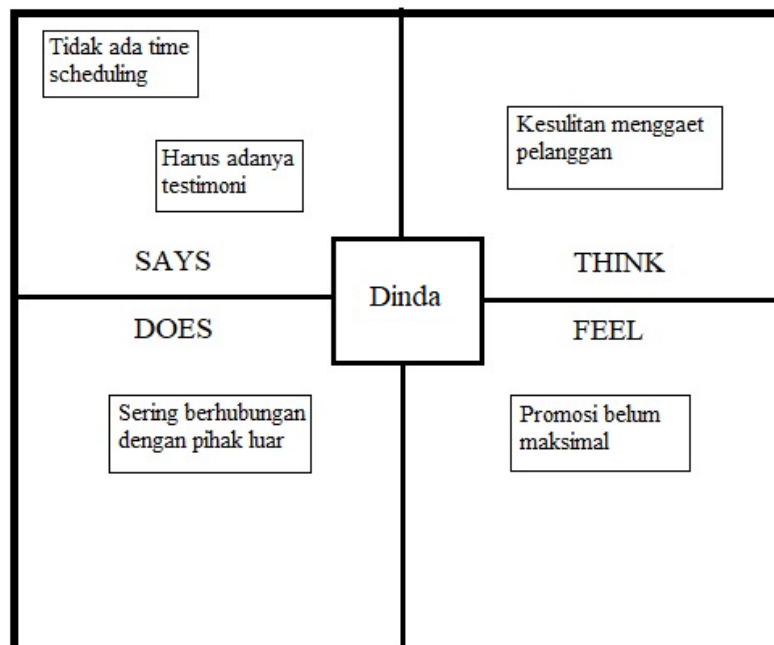 Tidak ada time
scheduling
Harus adanya
testimoni
SAYS
Kesulitan menggaet
pelanggan
THINK
Dinda
DOES
Sering berhubungan
dengan pihak luar
FEEL
Promosi belum
maksimal